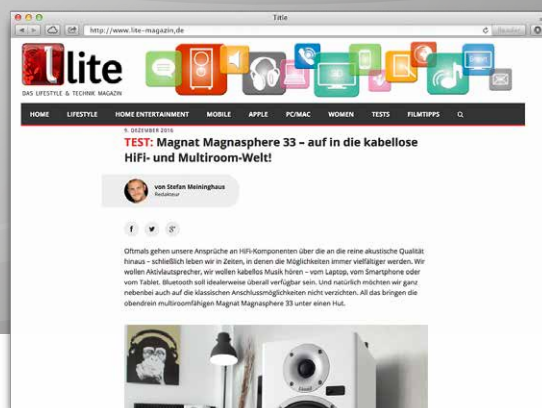 Title
http://www.lite-magazin.de
Reader
lite
DAS LIFESTYLE & TECHNIK MAGAZIN
HOME LIFESTYLE HOME ENTERTAINMENT MOBILE APPLE PC/MAC WOMEN TESTS FILMTIPPS
9. DEZEMBER 2016
TEST: Magnat Magnasphere 33 – auf in die kabellose
HiFi- und Multiroom-Welt!
von Stefan Meininghaus
Redakteur
Oftmals gehen unsere Ansprüche an HiFi-Komponenten über die an die reine akustische Qualität
hinaus – schließlich leben wir in Zeiten, in denen die Möglichkeiten immer vielfältiger werden. Wir
wollen Aktivlautsprecher, wir wollen kabellos Musik hören – vom Laptop, vom Smartphone oder
vom Tablet. Bluetooth soll idealerweise überall verfügbar sein. Und natürlich möchten wir ganz
nebenbei auch auf die klassischen Anschlussmöglichkeiten nicht verzichten. All das bringen die
obendrein multiroomfähigen Magnat Magnasphere 33 unter einen Hut.